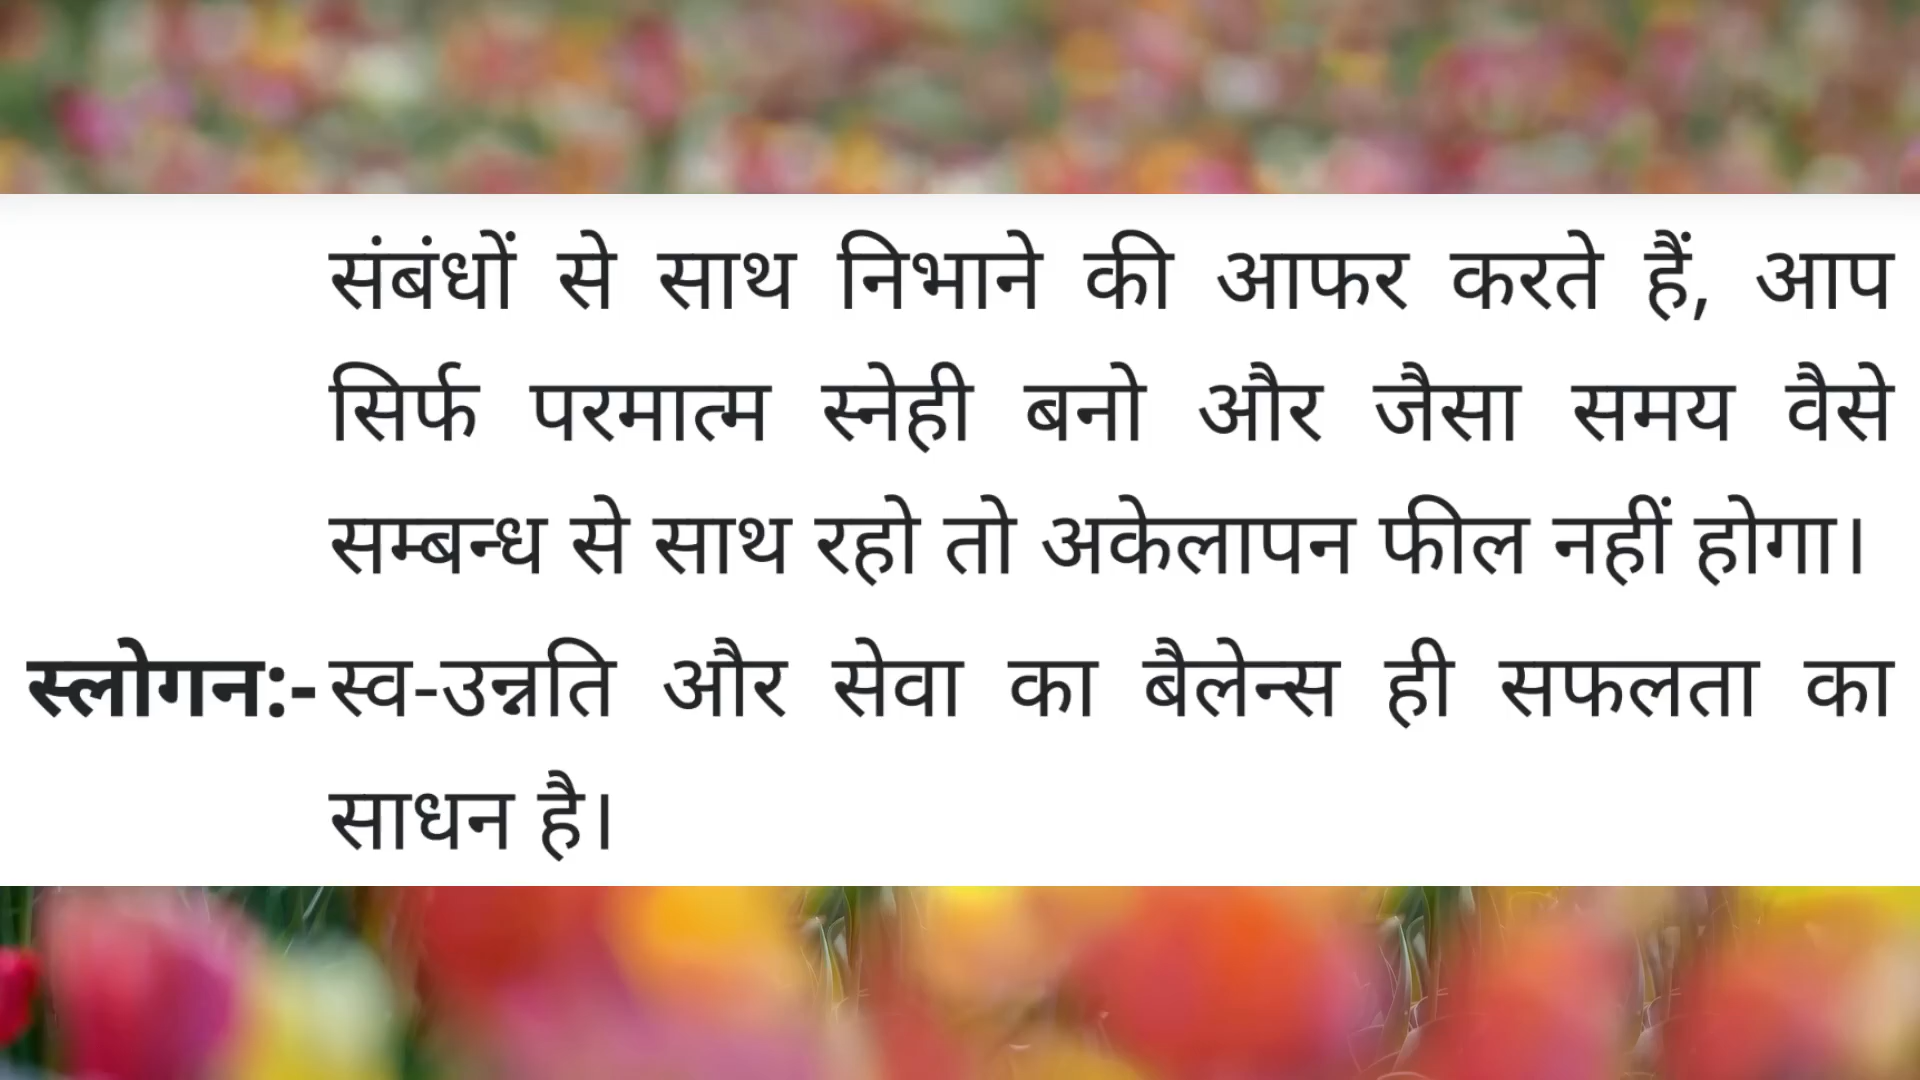 संबंधों से साथ निभाने की आफर करते हैं, आप
सिर्फ परमात्म स्नेही बनो और जैसा समय वैसे
सम्बन्ध से साथ रहो तो अकेलापन फील नहीं होगा।
स्लोगन:- स्व-उन्नति और सेवा का बैलेन्स ही सफलता का
साधन है।